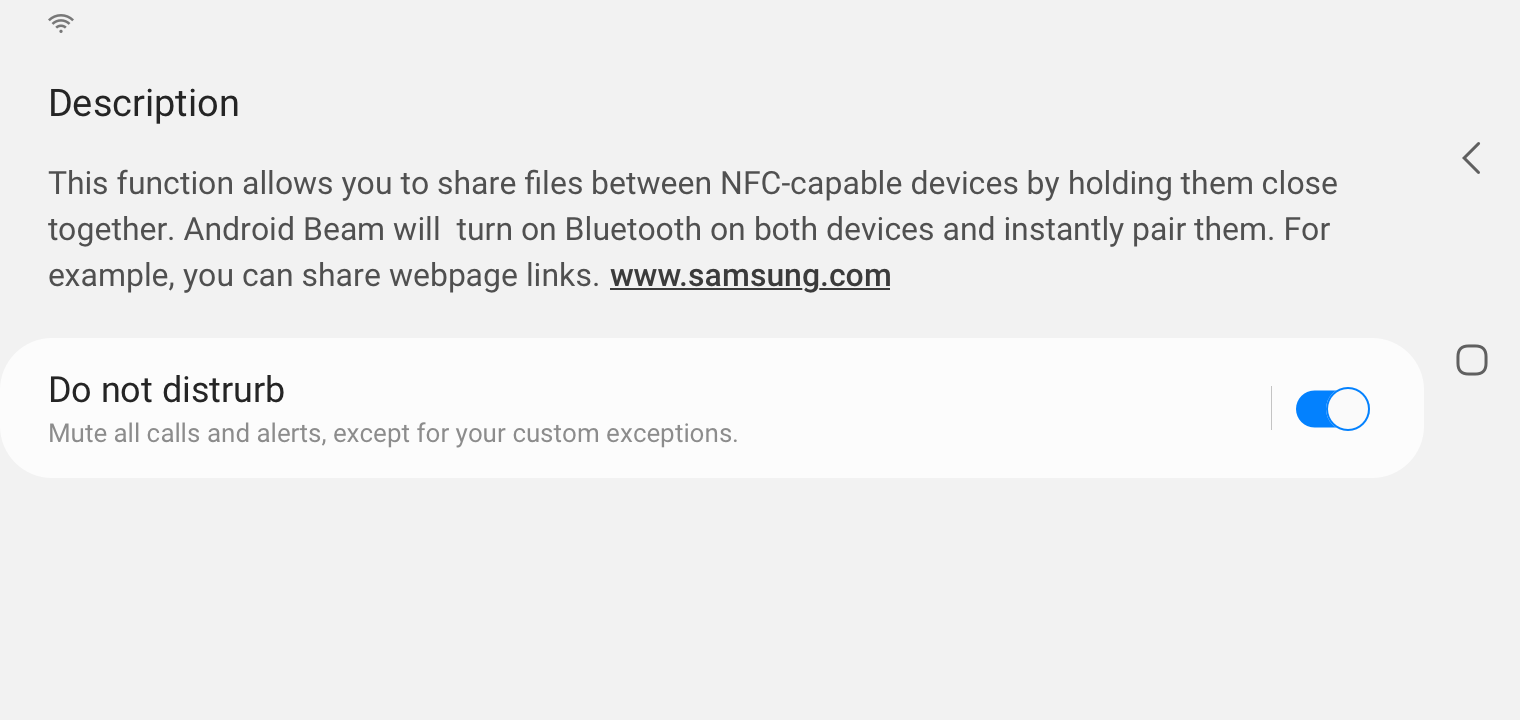 Description
This function allows you to share files between NFC-capable devices by holding them close
together. Android Beam will  turn on Bluetooth on both devices and instantly pair them. For
example, you can share webpage links. www.samsung.com
Do not distrurb
Mute all calls and alerts, except for your custom exceptions.